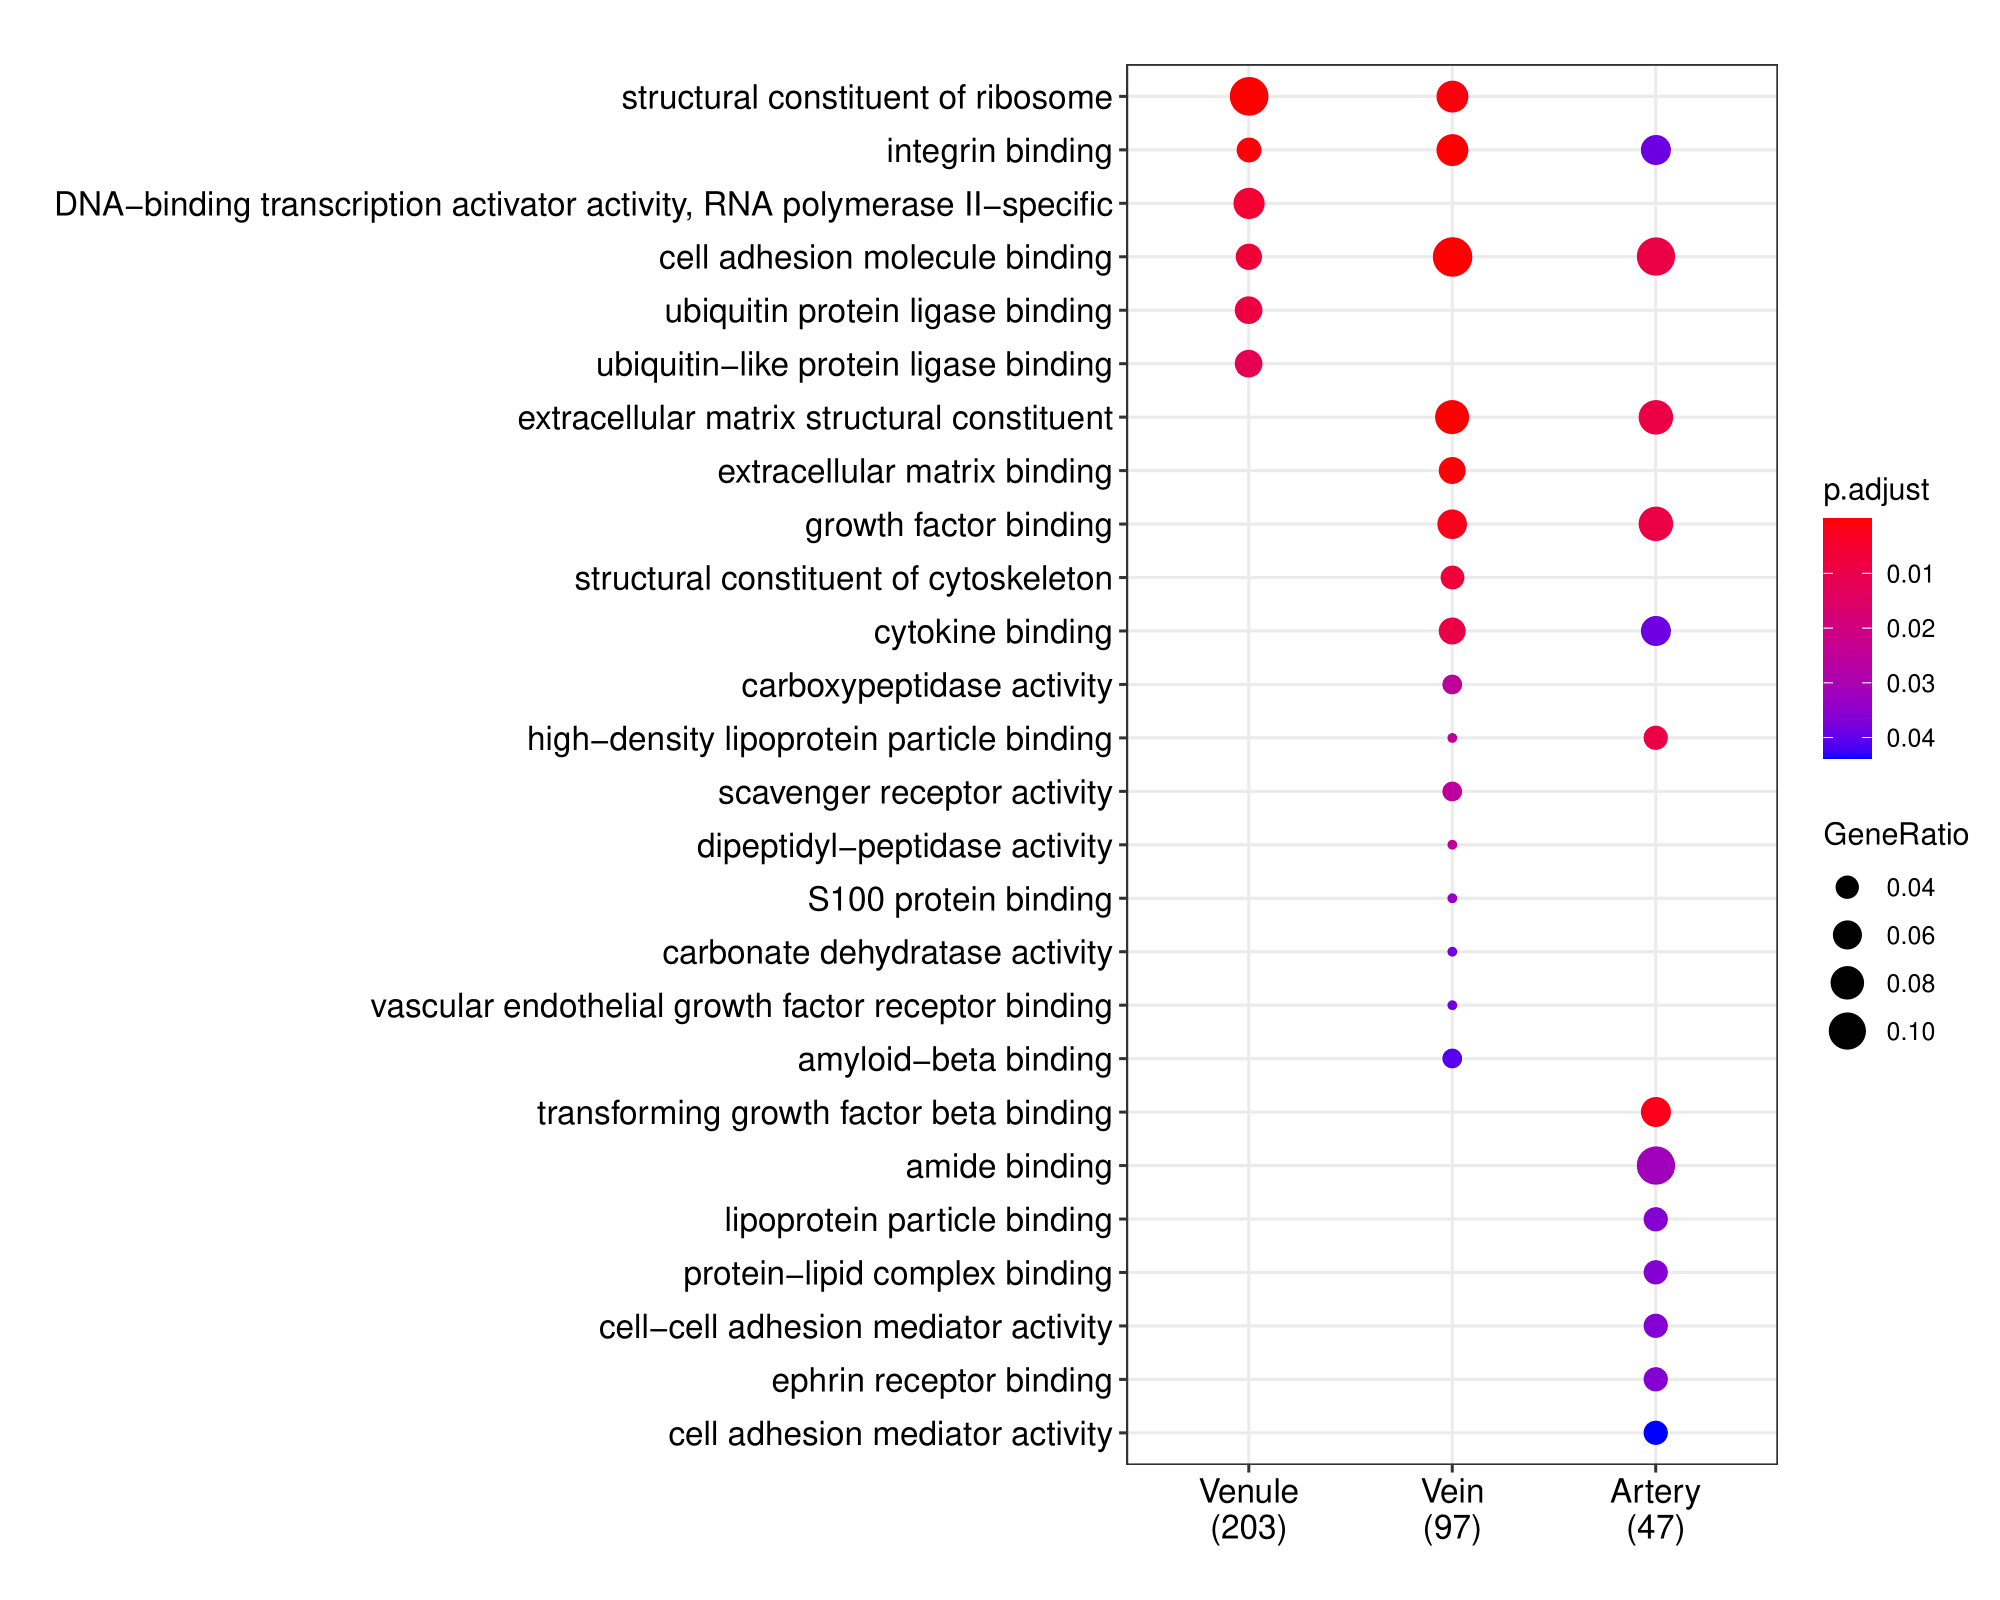 structural constituent of ribosome
integrin binding
DNA−binding transcription activator activity, RNA polymerase II−specific
cell adhesion molecule binding
ubiquitin protein ligase binding
ubiquitin−like protein ligase binding
extracellular matrix structural constituent
extracellular matrix binding
growth factor binding
structural constituent of cytoskeleton
cytokine binding
carboxypeptidase activity
high−density lipoprotein particle binding
scavenger receptor activity
dipeptidyl−peptidase activity
S100 protein binding
carbonate dehydratase activity
vascular endothelial growth factor receptor binding
amyloid−beta binding
transforming growth factor beta binding
amide binding
lipoprotein particle binding
protein−lipid complex binding
cell−cell adhesion mediator activity
ephrin receptor binding
cell adhesion mediator activity
Venule
(203)
Vein
(97)
Artery
(47)
p.adjust
0.01
0.02
0.03
0.04
GeneRatio
0.04
0.06
0.08
0.10